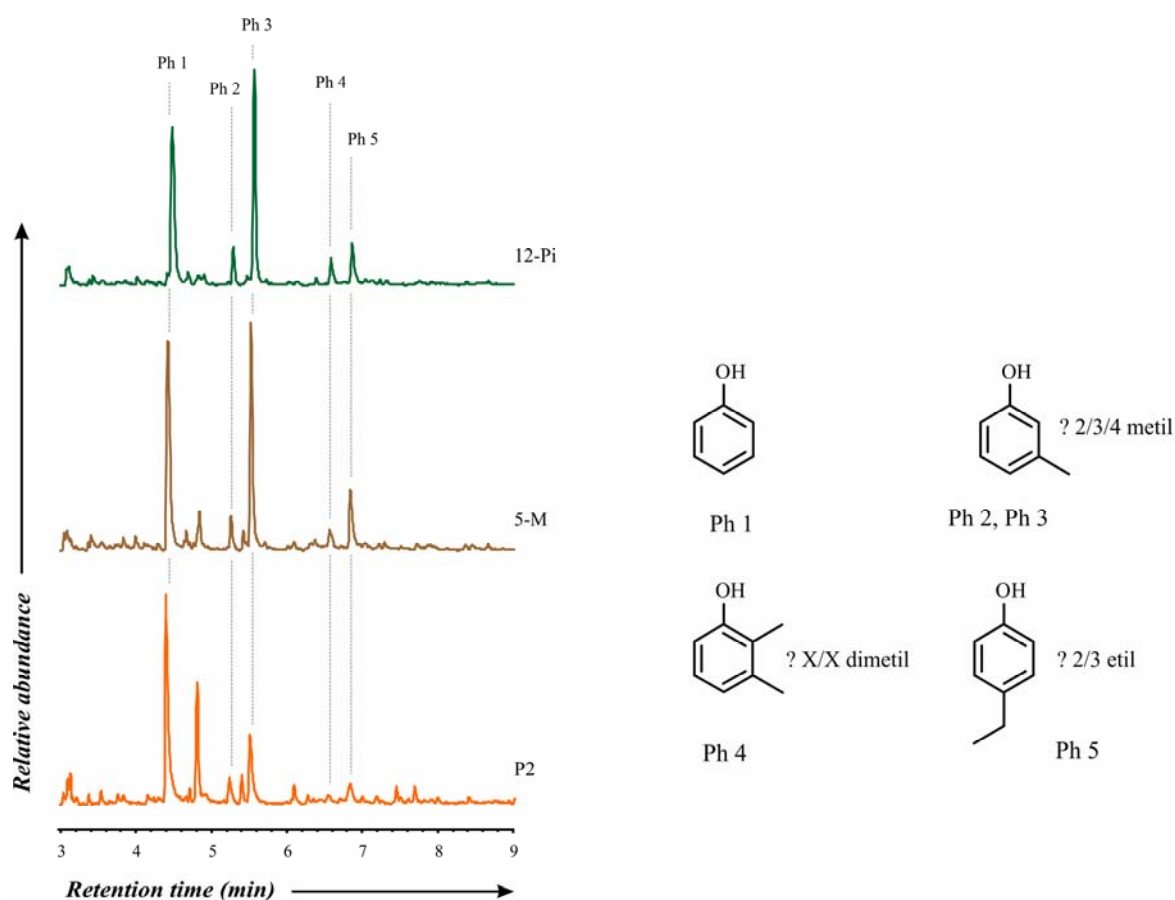 Ph 3
Ph 1
Ph 2
Ph 4
Ph 5
12-Pi
5-M
P2
Relative abundance
3 4 5 6 7 8 9
Retention time (min)
OH
Ph 1
OH
? 2/3/4 metil
Ph 2, Ph 3
OH
? X/X dimetil
Ph 4
OH
? 2/3 etil
Ph 5